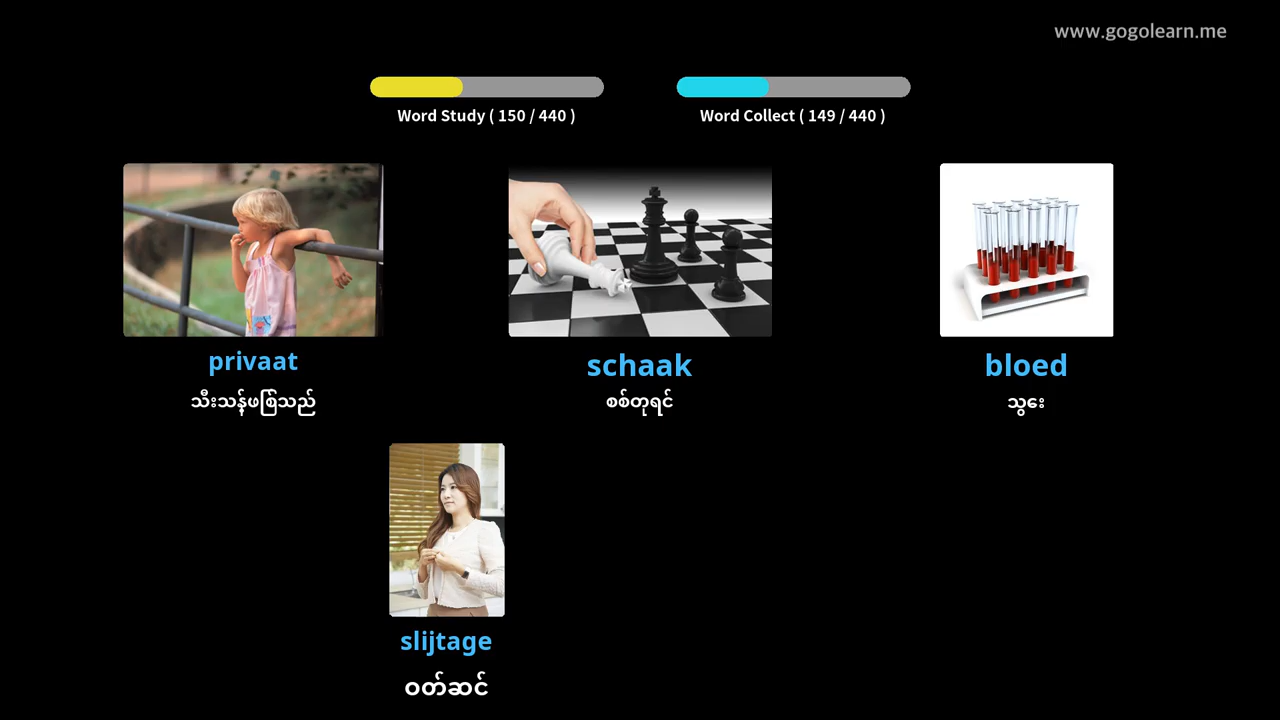 www.gogolearn.me
Word Study ( 150 / 440 )
Word Collect ( 149 / 440 )
privaat
schaak
bloed
သီးသန့်ဖြစ်သည်
စစ်တုရင်
သွေး
slijtage
ဝတ်ဆင်